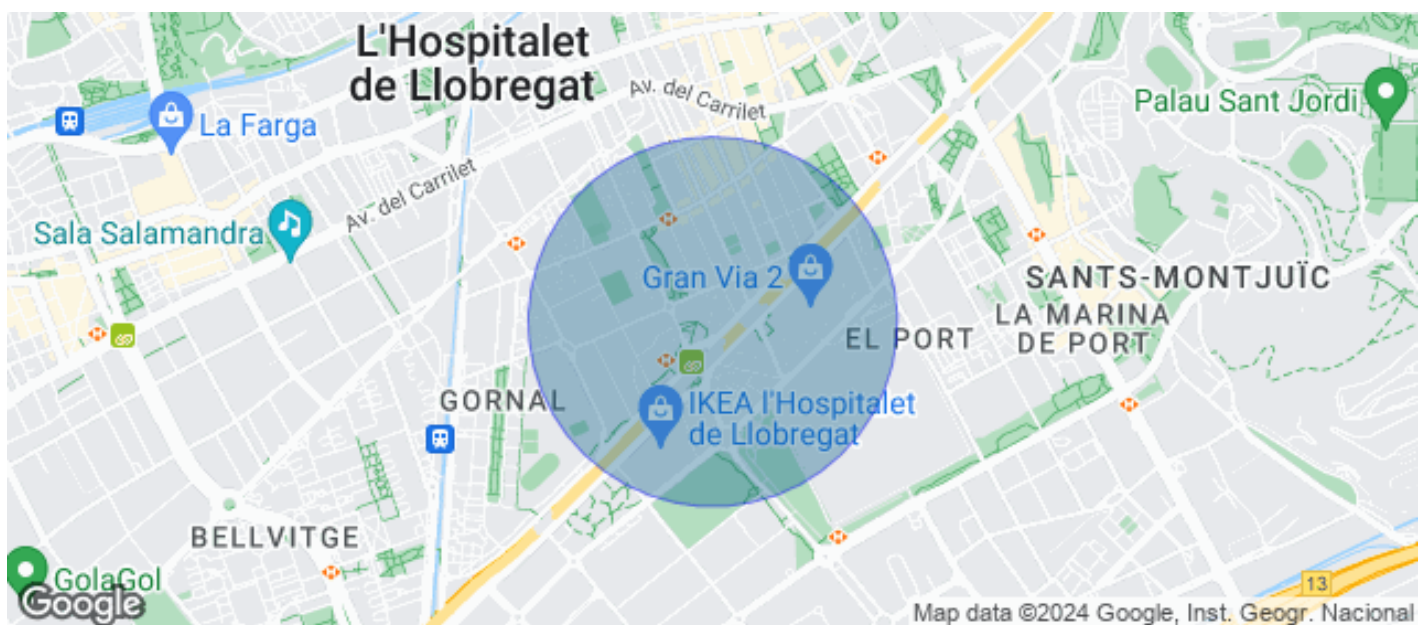 L'Hospitalet
de Llobregat
Av. del Carrilet
Palau Sant Jordi
La Farga
Av. del Carrilet
Sala Salamandra
Gran Via 2
SANTS-MONTJUÏC
LA MARINA
DE PORT
EL PORT
GORNAL
IKEA l'Hospitalet
de Llobregat
BELLVITGE
GolaGol
13
Google
Map data ©2024 Google, Inst. Geogr. Nacional